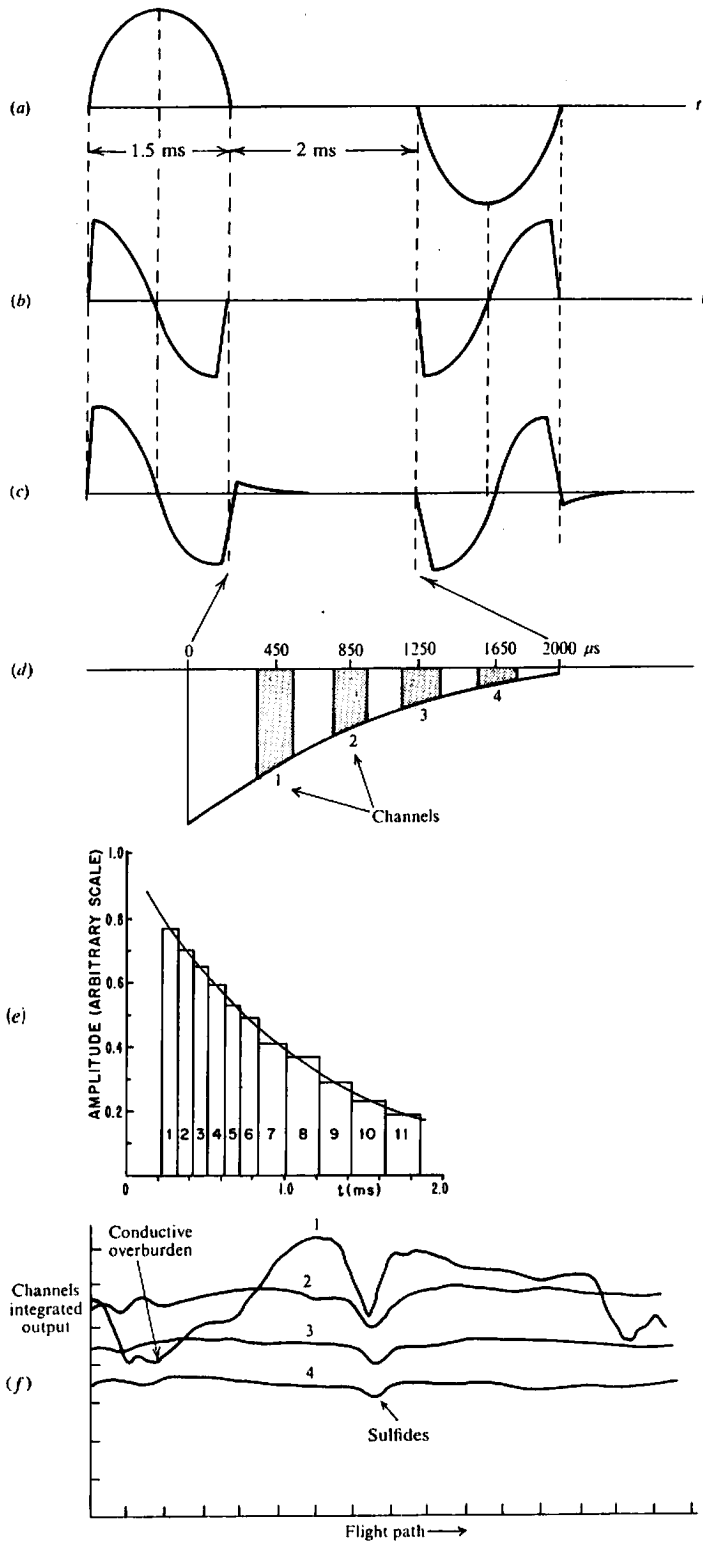 (a)
t
1.5 ms
2 ms
(b)
t
(c)
0 450 850 1250 1650 2000 μs
(d)
1 2 3 4
Channels
(e)
AMPLITUDE (ARBITRARY SCALE)
1.0
0.8
0.6
0.4
0.2
1 2 3 4 5 6 7 8 9 10 11
0 1.0 2.0
t(ms)
Conductive
overburden
Channels
integrated
output
1
2
3
4
(f)
Sulfides
Flight path